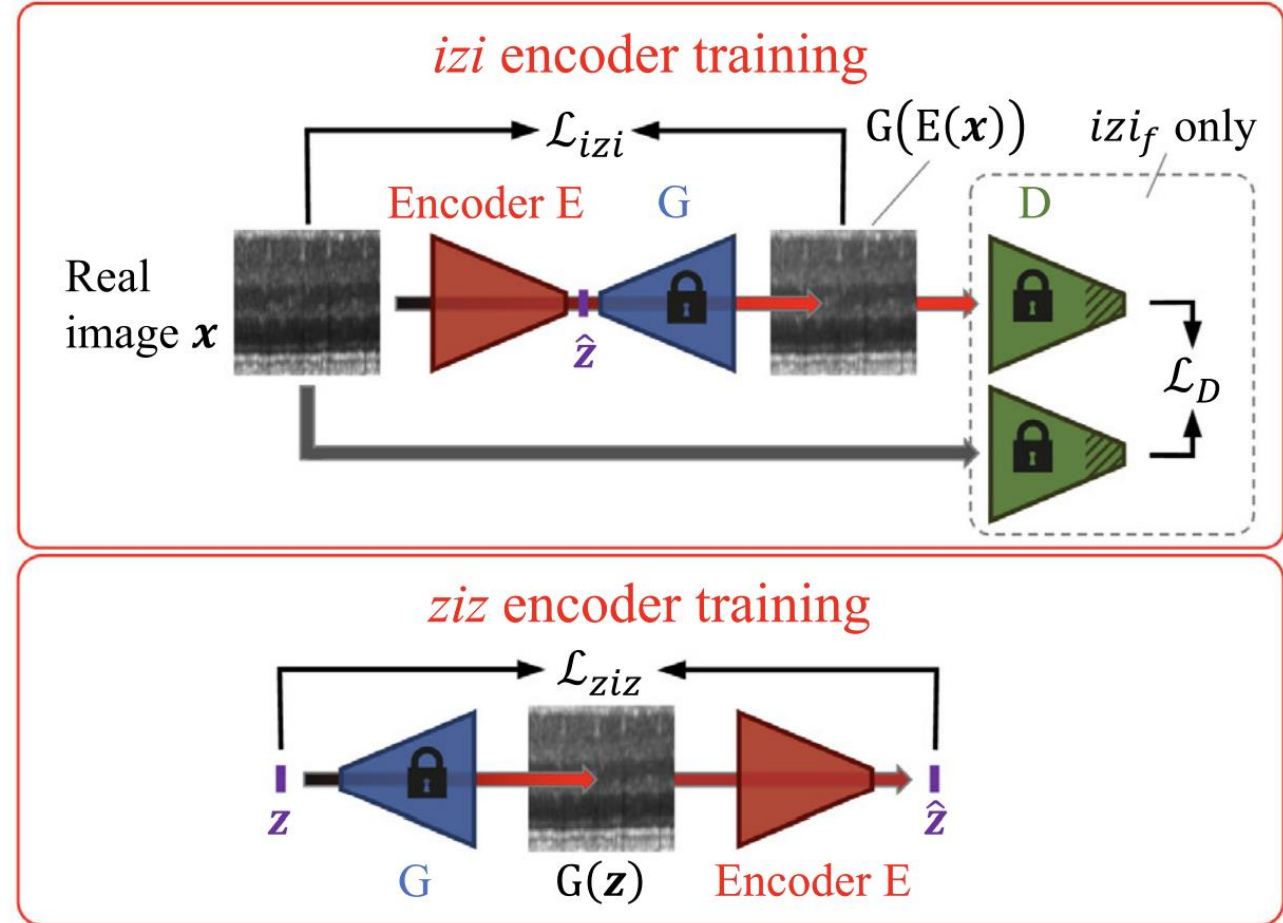 izi encoder training
ℒ_izi
G(E(x))
izi_f only
Encoder E
G
D
Real
image x
ẑ
ℒ_D
ziz encoder training
ℒ_ziz
z
ẑ
G
G(z)
Encoder E